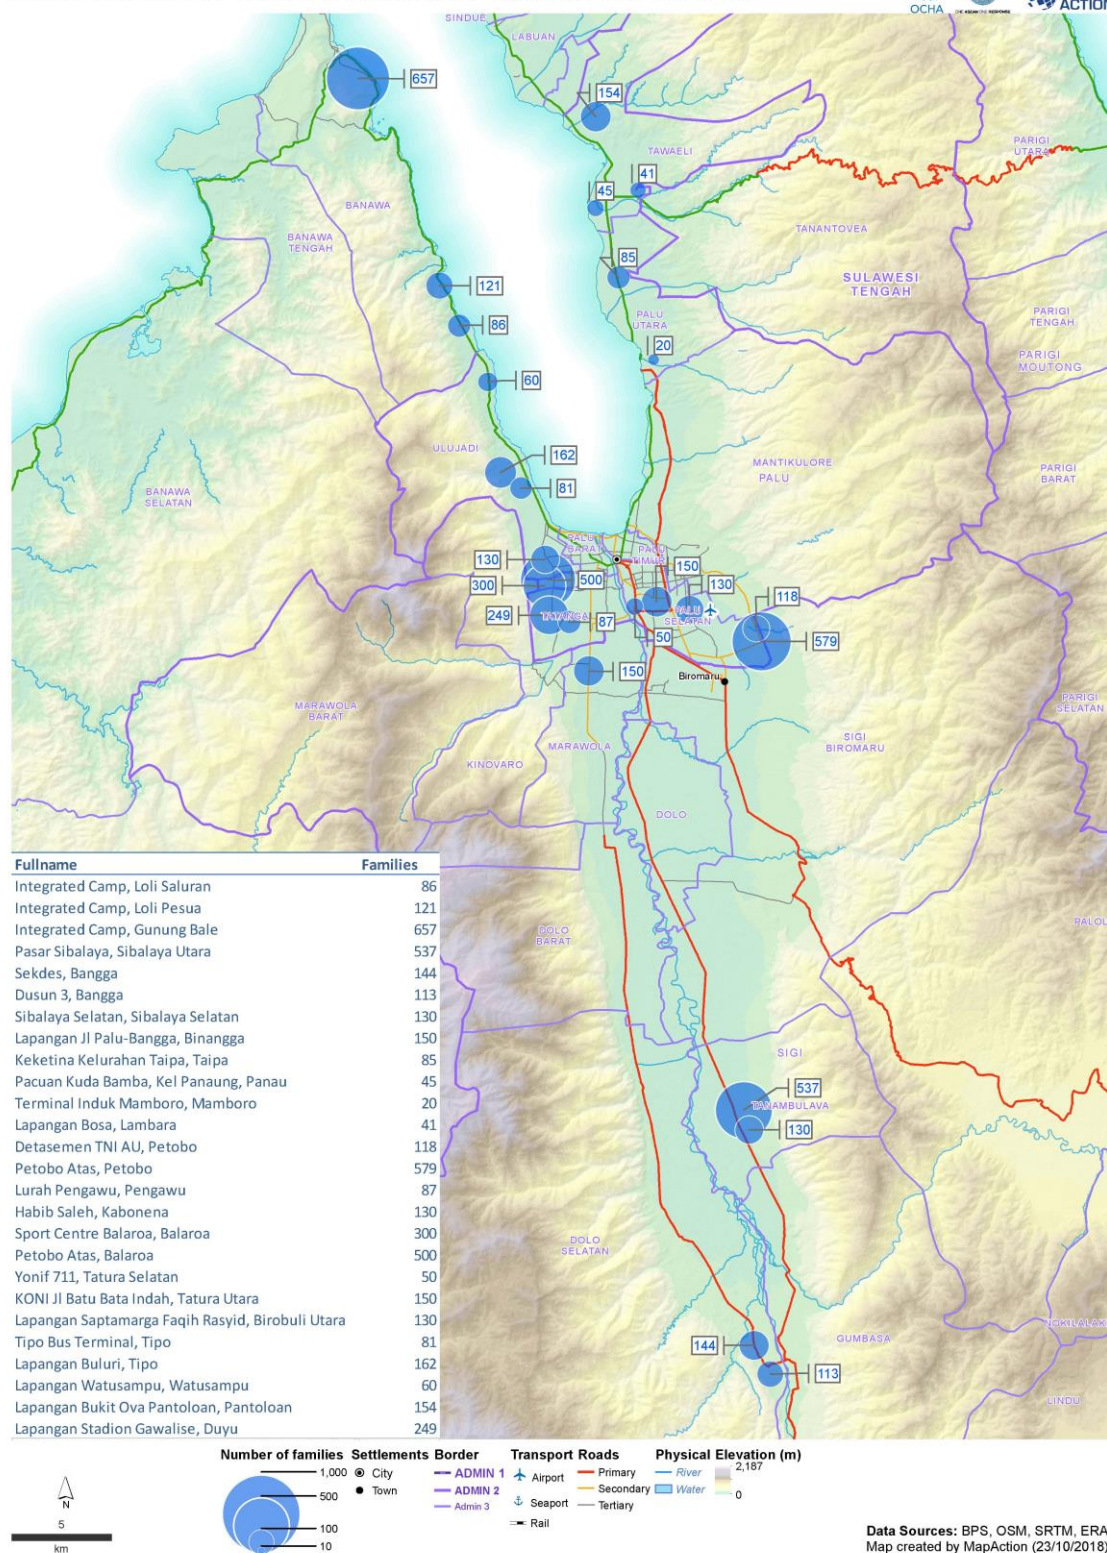 OCHA
ONE ASEAN ONE RESPONSE
ACTION
SINDUE
LABUAN
657
154
TAWAELI
PARIGI
UTARA
41
45
BANAWA
BANAWA
TENGAH
TANANTOVEA
85
SULAWESI
TENGAH
121
PALU
UTARA
PARIGI
TENGAH
86
20
PARIGI
MOUTONG
60
ULUJADI
162
MANTIKULORE
PALU
PARIGI
BARAT
81
BANAWA
SELATAN
PALU
BARAT
PALU
TIMUR
130
150
300
500
130
118
249
TATANGA
87
PALU
SELATAN
50
579
150
Biromaru
PARIGI
SELATAN
MARAWOLA
BARAT
SIGI
BIROMARU
MARAWOLA
KINOVARO
DOLO
Fullname Families
Integrated Camp, Loli Saluran 86
Integrated Camp, Loli Pesua 121
Integrated Camp, Gunung Bale 657
Pasar Sibalaya, Sibalaya Utara 537
Sekdes, Bangga 144
Dusun 3, Bangga 113
Sibalaya Selatan, Sibalaya Selatan 130
Lapangan Jl Palu-Bangga, Binangga 150
Keketina Kelurahan Taipa, Taipa 85
Pacuan Kuda Bamba, Kel Panaung, Panau 45
Terminal Induk Mamboro, Mamboro 20
Lapangan Bosa, Lambara 41
Detasemen TNI AU, Petobo 118
Petobo Atas, Petobo 579
Lurah Pengawu, Pengawu 87
Habib Saleh, Kabonena 130
Sport Centre Balaroa, Balaroa 300
Petobo Atas, Balaroa 500
Yonif 711, Tatura Selatan 50
KONI Jl Batu Bata Indah, Tatura Utara 150
Lapangan Saptamarga Faqih Rasyid, Birobuli Utara 130
Tipo Bus Terminal, Tipo 81
Lapangan Buluri, Tipo 162
Lapangan Watusampu, Watusampu 60
Lapangan Bukit Ova Pantoloan, Pantoloan 154
Lapangan Stadion Gawalise, Duyu 249
DOLO
BARAT
SIGI
537
TANAMBULAVA
130
DOLO
SELATAN
144
GUMBASA
113
LINDU
Number of families Settlements Border Transport Roads Physical Elevation (m)
1,000 City ADMIN 1 Airport Primary River 2,187
500 Town ADMIN 2 Secondary Water 0
100 Admin 3 Seaport Tertiary
10 Rail
N
5
km
Data Sources: BPS, OSM, SRTM, ERA
Map created by MapAction (23/10/2018)